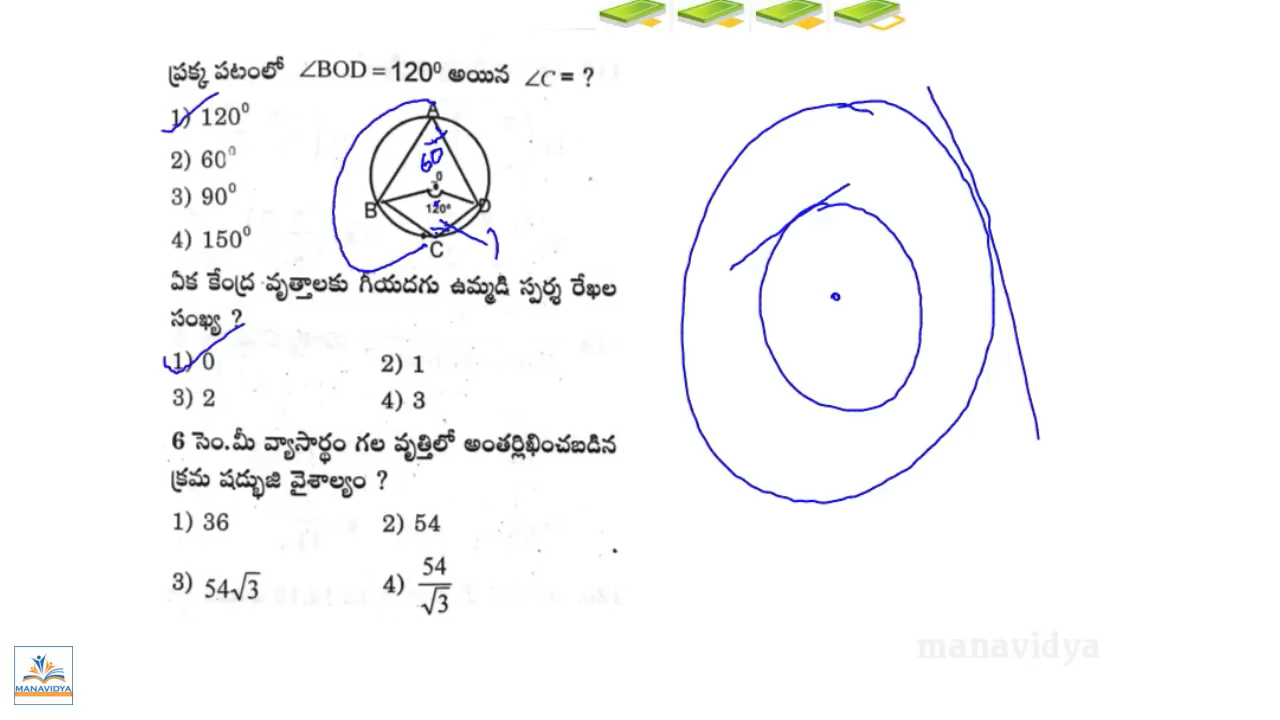 ప్రక్క పటంలో ∠BOD = 120⁰ అయిన ∠C = ?
1) 120⁰
2) 60⁰
3) 90⁰
4) 150⁰
A
60
0
B
120°
D
C
?
ఏక కేంద్ర వృత్తాలకు గీయదగు ఉమ్మడి స్పర్శ రేఖల
సంఖ్య ?
1) 0 2) 1
3) 2 4) 3
6 సెం.మీ వ్యాసార్థం గల వృత్తిలో అంతర్లిఖించబడిన
క్రమ షడ్భుజి వైశాల్యం ?
1) 36 2) 54
3) 54√3 4) 54/√3
manavidya
MANAVIDYA